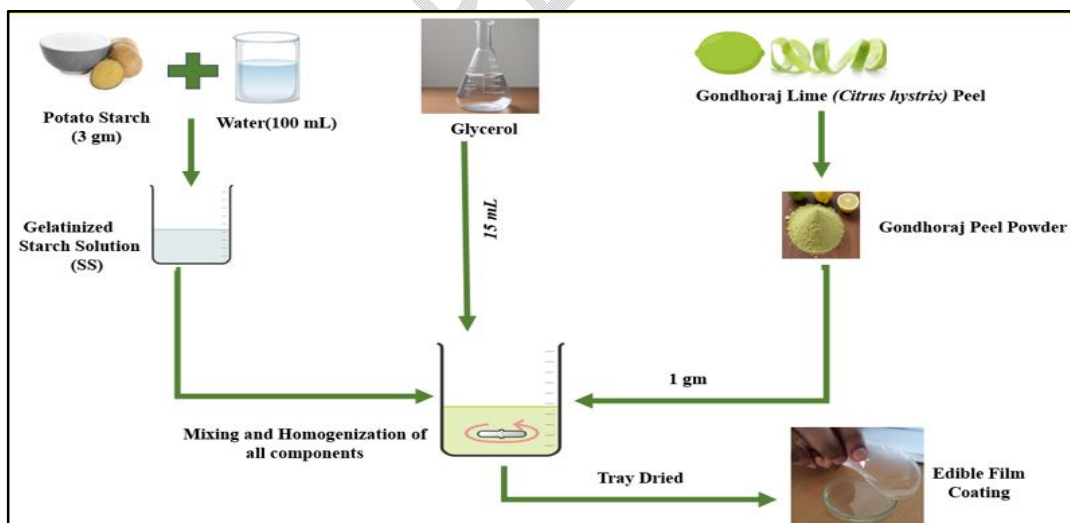 Potato Starch
(3 gm)
Water(100 mL)
Glycerol
Gondhoraj Lime (Citrus hystrix) Peel
15 mL
Gelatinized
Starch Solution
(SS)
Gondhoraj Peel Powder
1 gm
Mixing and Homogenization of
all components
Tray Dried
Edible Film
Coating